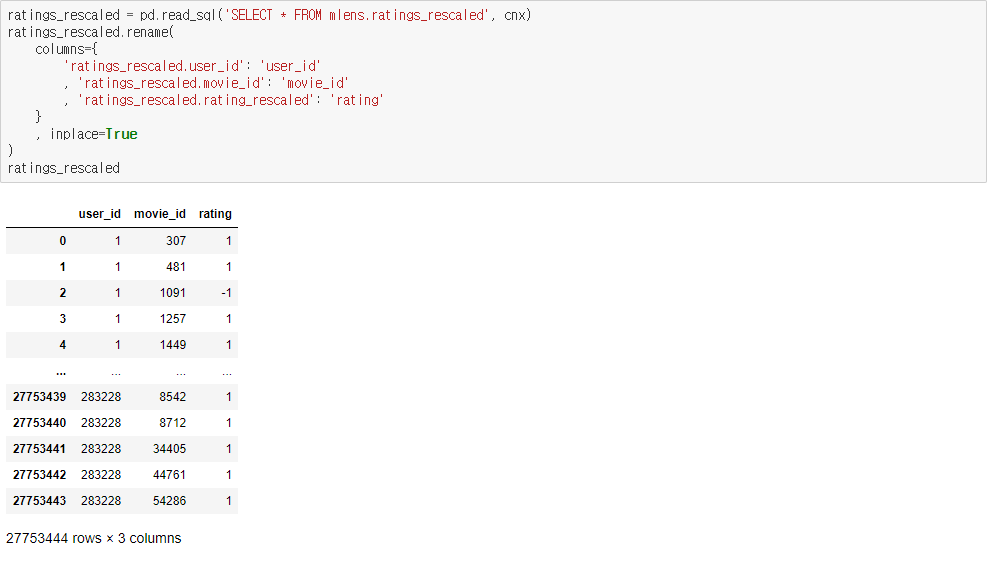 ratings_rescaled = pd.read_sql('SELECT * FROM mlens.ratings_rescaled', cnx)
ratings_rescaled.rename(
    columns={
        'ratings_rescaled.user_id': 'user_id'
        , 'ratings_rescaled.movie_id': 'movie_id'
        , 'ratings_rescaled.rating_rescaled': 'rating'
    }
    , inplace=True
)
ratings_rescaled
user_id movie_id rating
0 1 307 1
1 1 481 1
2 1 1091 -1
3 1 1257 1
4 1 1449 1
... ... ... ...
27753439 283228 8542 1
27753440 283228 8712 1
27753441 283228 34405 1
27753442 283228 44761 1
27753443 283228 54286 1
27753444 rows × 3 columns